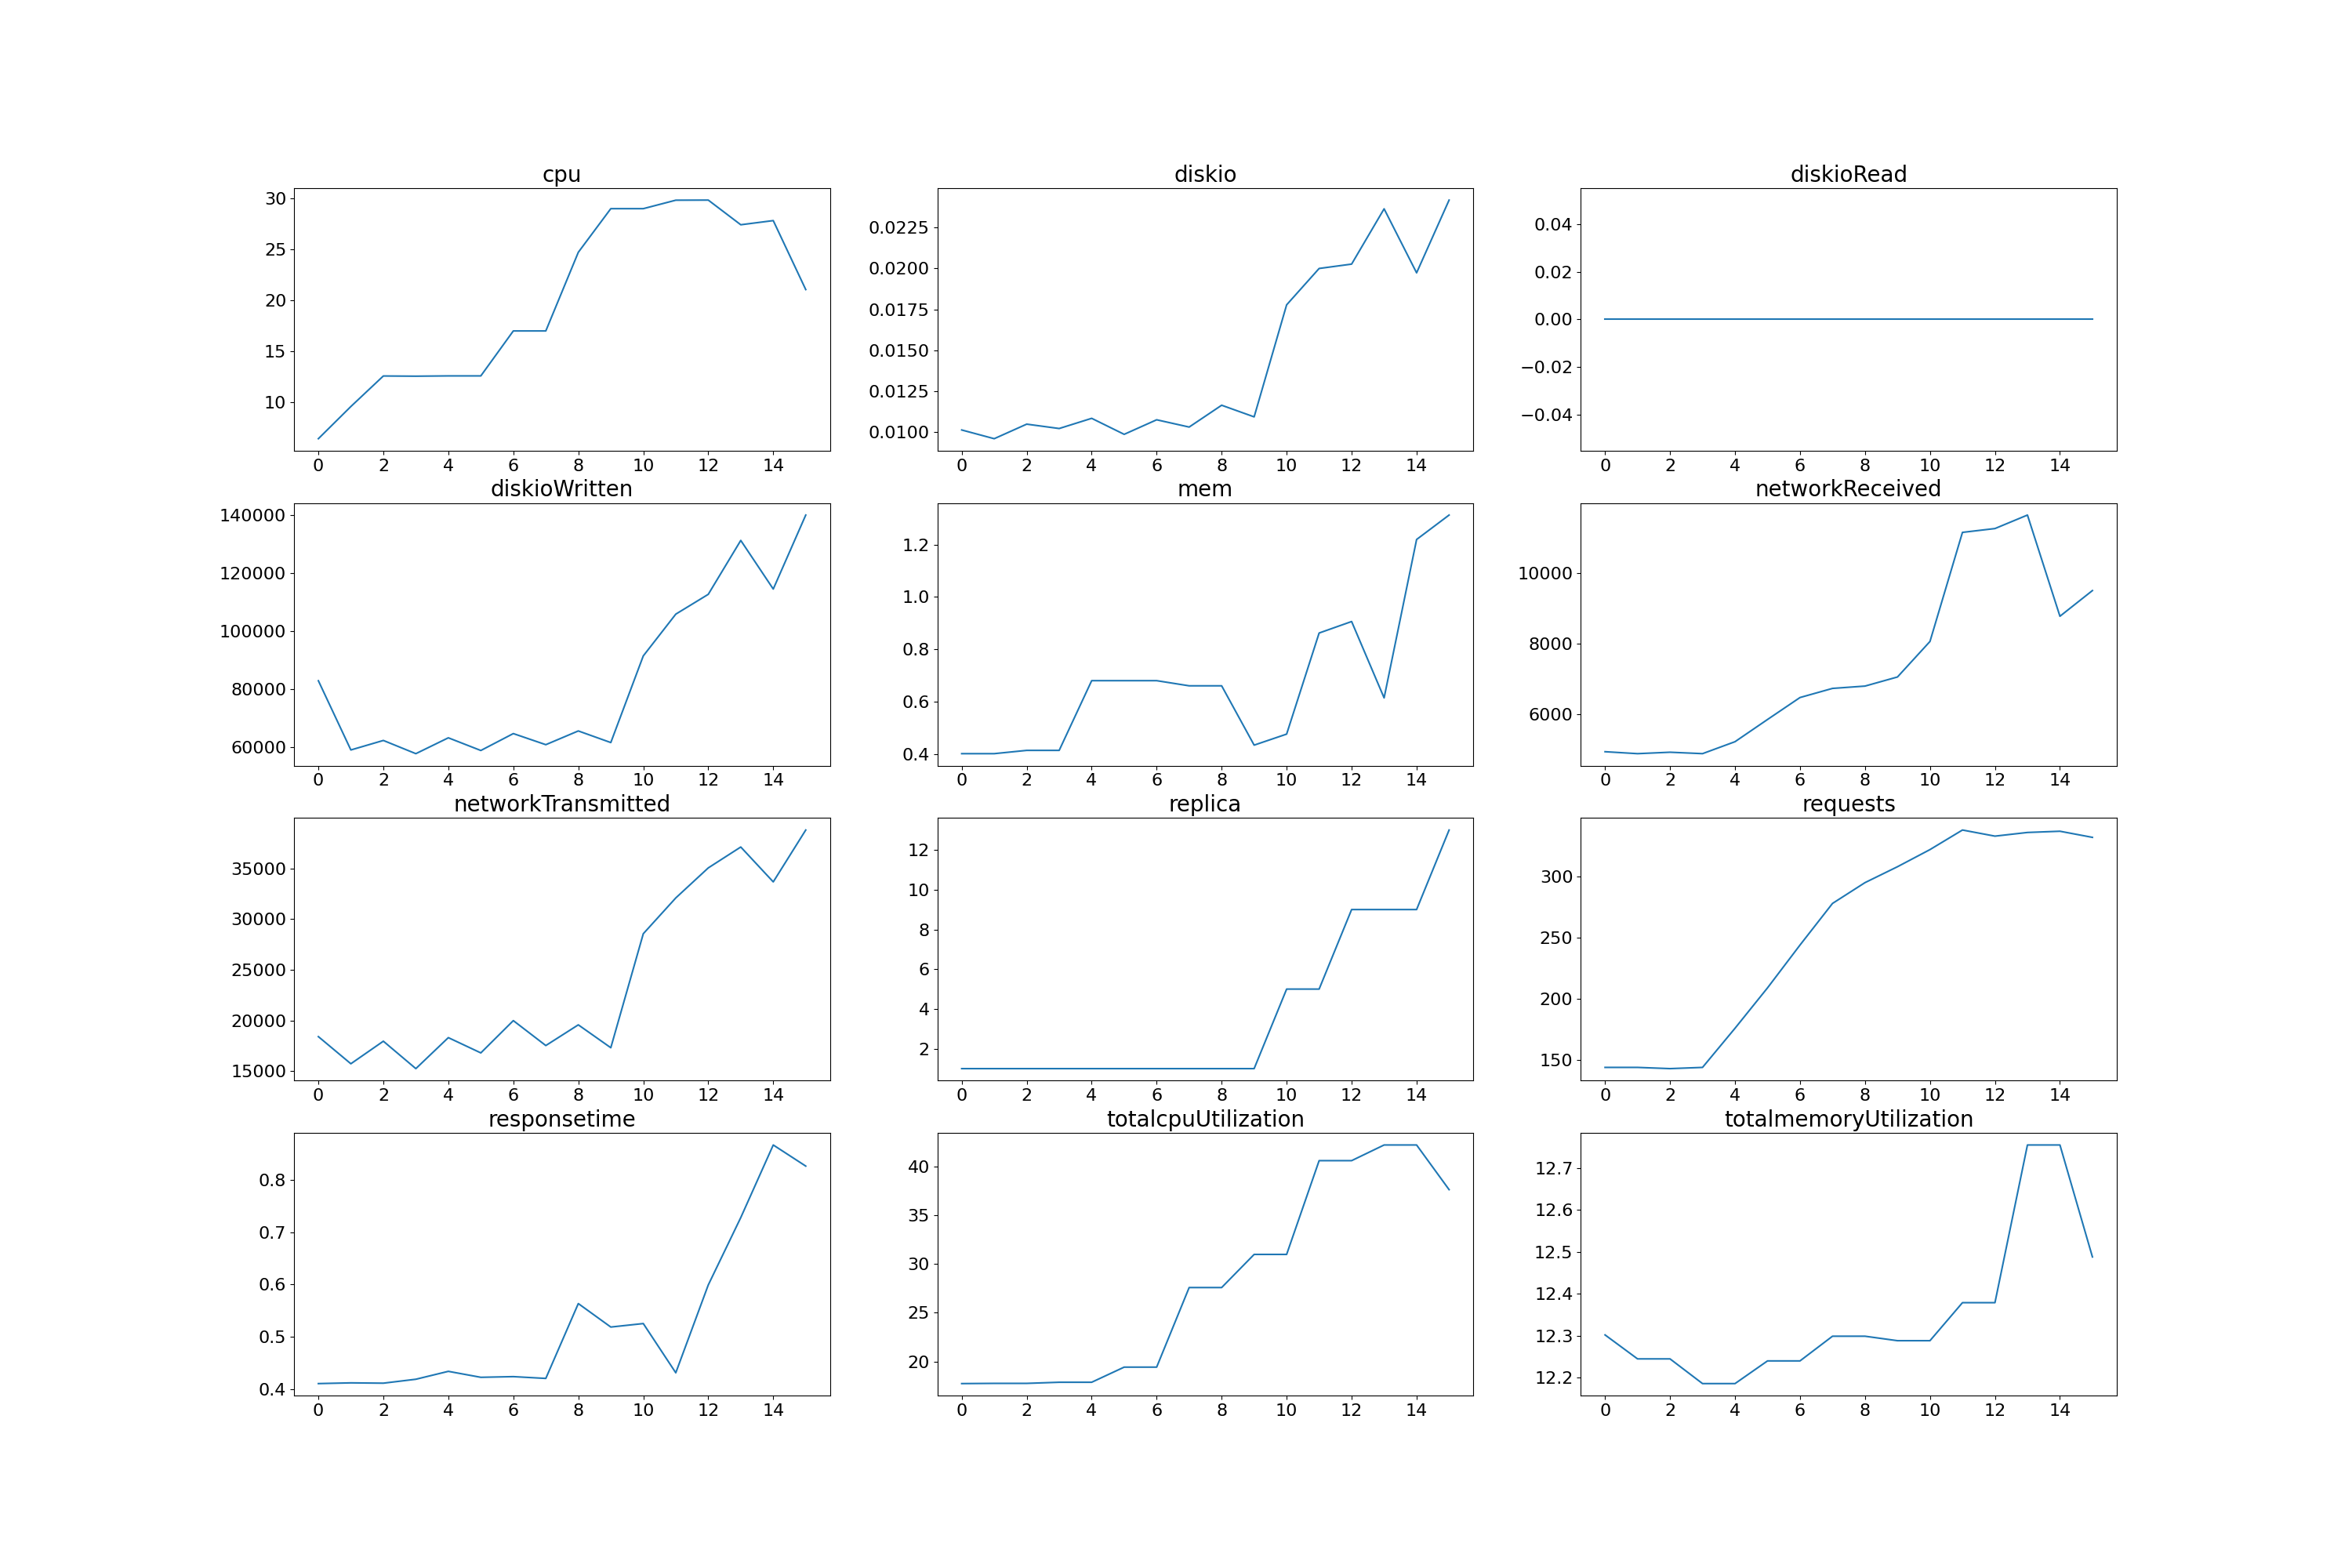 cpu
30
25
20
15
10
0 2 4 6 8 10 12 14
diskio
0.0225
0.0200
0.0175
0.0150
0.0125
0.0100
0 2 4 6 8 10 12 14
diskioRead
0.04
0.02
0.00
−0.02
−0.04
0 2 4 6 8 10 12 14
diskioWritten
140000
120000
100000
80000
60000
0 2 4 6 8 10 12 14
mem
1.2
1.0
0.8
0.6
0.4
0 2 4 6 8 10 12 14
networkReceived
10000
8000
6000
0 2 4 6 8 10 12 14
networkTransmitted
35000
30000
25000
20000
15000
0 2 4 6 8 10 12 14
replica
12
10
8
6
4
2
0 2 4 6 8 10 12 14
requests
300
250
200
150
0 2 4 6 8 10 12 14
responsetime
0.8
0.7
0.6
0.5
0.4
0 2 4 6 8 10 12 14
totalcpuUtilization
40
35
30
25
20
0 2 4 6 8 10 12 14
totalmemoryUtilization
12.7
12.6
12.5
12.4
12.3
12.2
0 2 4 6 8 10 12 14